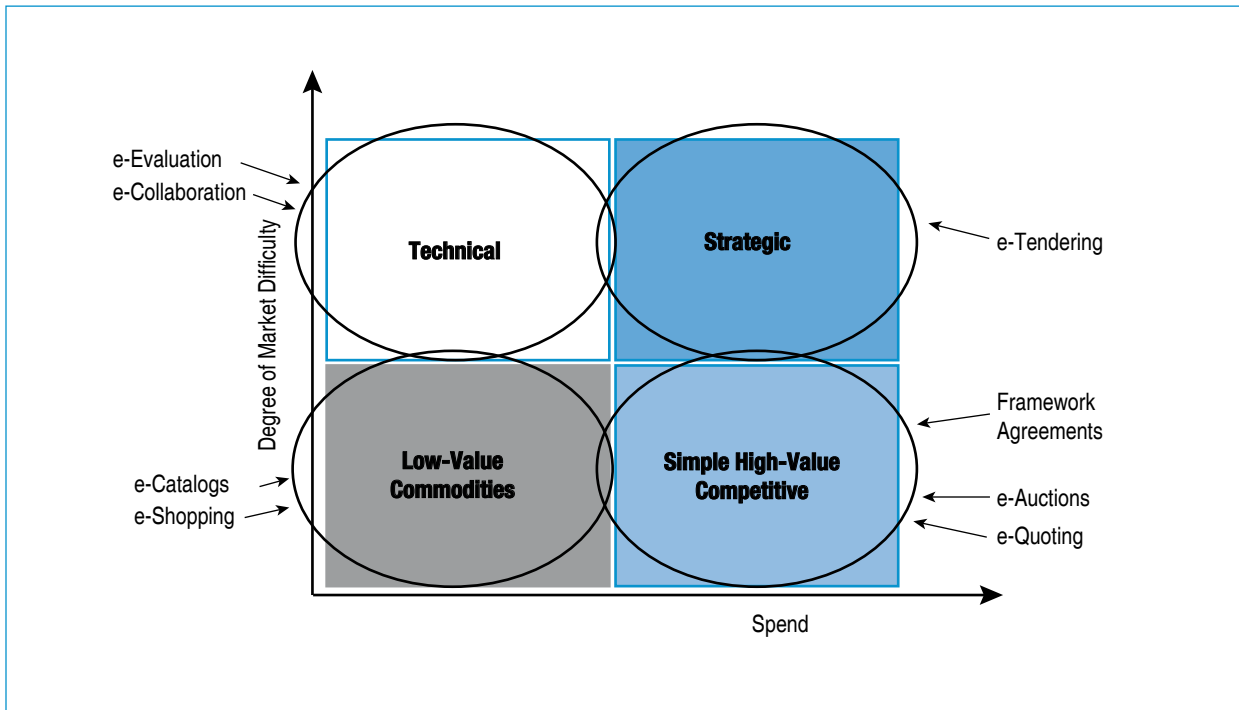 e-Evaluation
e-Collaboration
Degree of Market Difficulty
Technical
Strategic
e-Tendering
Low-Value
Commodities
Simple High-Value
Competitive
Framework
Agreements
e-Catalogs
e-Shopping
e-Auctions
e-Quoting
Spend